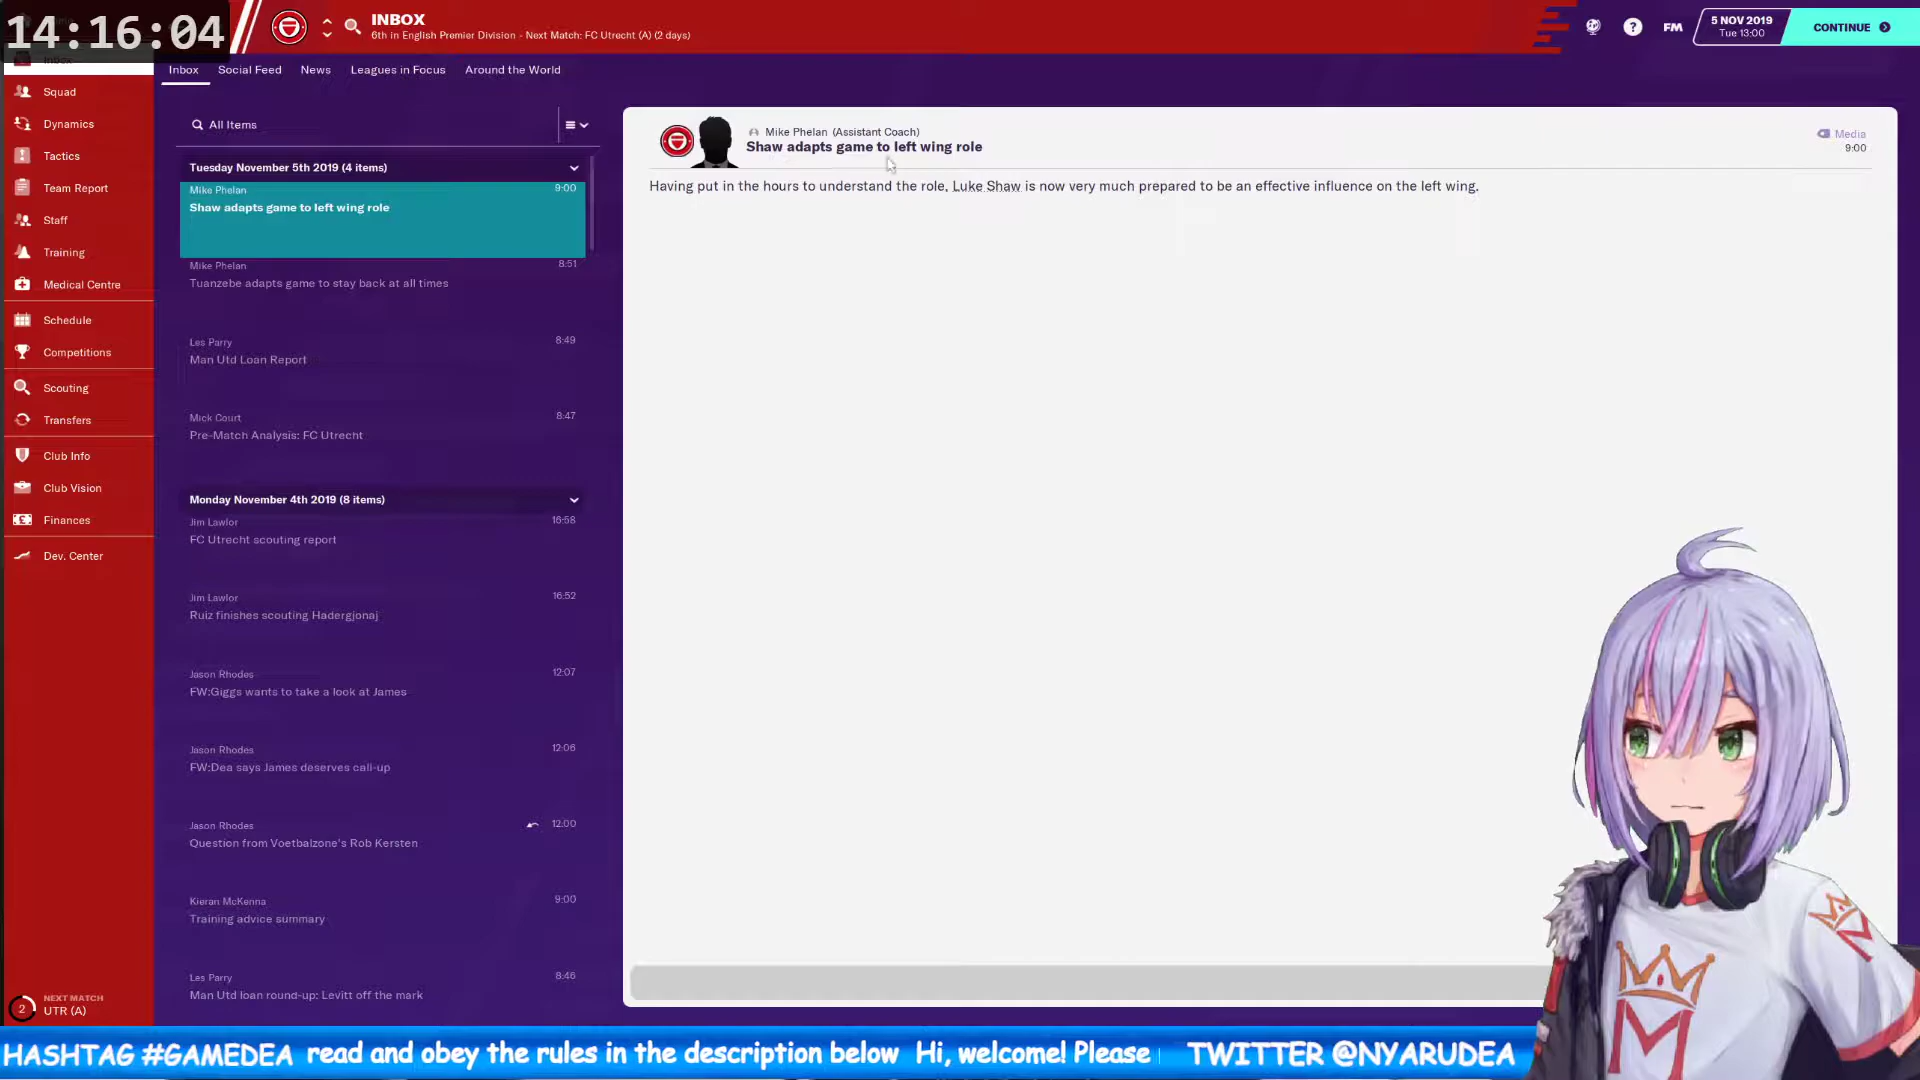 14:16:04
INBOX
6th in English Premier Division - Next Match: FC Utrecht (A) (2 days)
FM
5 NOV 2019
Tue 13:00
CONTINUE
Inbox
Squad
Dynamics
Tactics
Team Report
Staff
Training
Medical Centre
Schedule
Competitions
Scouting
Transfers
Club Info
Club Vision
Finances
Dev. Center
2
NEXT MATCH
UTR (A)
Inbox
Social Feed
News
Leagues in Focus
Around the World
All Items
Tuesday November 5th 2019 (4 items)
Mike Phelan 9:00
Shaw adapts game to left wing role
Mike Phelan 8:51
Tuanzebe adapts game to stay back at all times
Les Parry 8:49
Man Utd Loan Report
Mick Court 8:47
Pre-Match Analysis: FC Utrecht
Monday November 4th 2019 (8 items)
Jim Lawlor 16:58
FC Utrecht scouting report
Jim Lawlor 16:52
Ruiz finishes scouting Hadergjonaj
Jason Rhodes 12:07
FW:Giggs wants to take a look at James
Jason Rhodes 12:06
FW:Dea says James deserves call-up
Jason Rhodes 12:00
Question from Voetbalzone's Rob Kersten
Kieran McKenna 9:00
Training advice summary
Les Parry 8:46
Man Utd loan round-up: Levitt off the mark
Mike Phelan (Assistant Coach)
Shaw adapts game to left wing role
Media
9:00
Having put in the hours to understand the role, Luke Shaw is now very much prepared to be an effective influence on the left wing.
M
HASHTAG #GAMEDEA read and obey the rules in the description below Hi, welcome! Please TWITTER @NYARUDEA